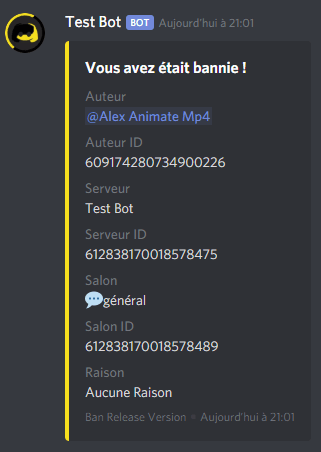 Test Bot BOT Aujourd'hui à 21:01
Vous avez était bannie !
Auteur
@Alex Animate Mp4
Auteur ID
609174280734900226
Serveur
Test Bot
Serveur ID
612838170018578475
Salon
💬général
Salon ID
612838170018578489
Raison
Aucune Raison
Ban Release Version • Aujourd'hui à 21:01